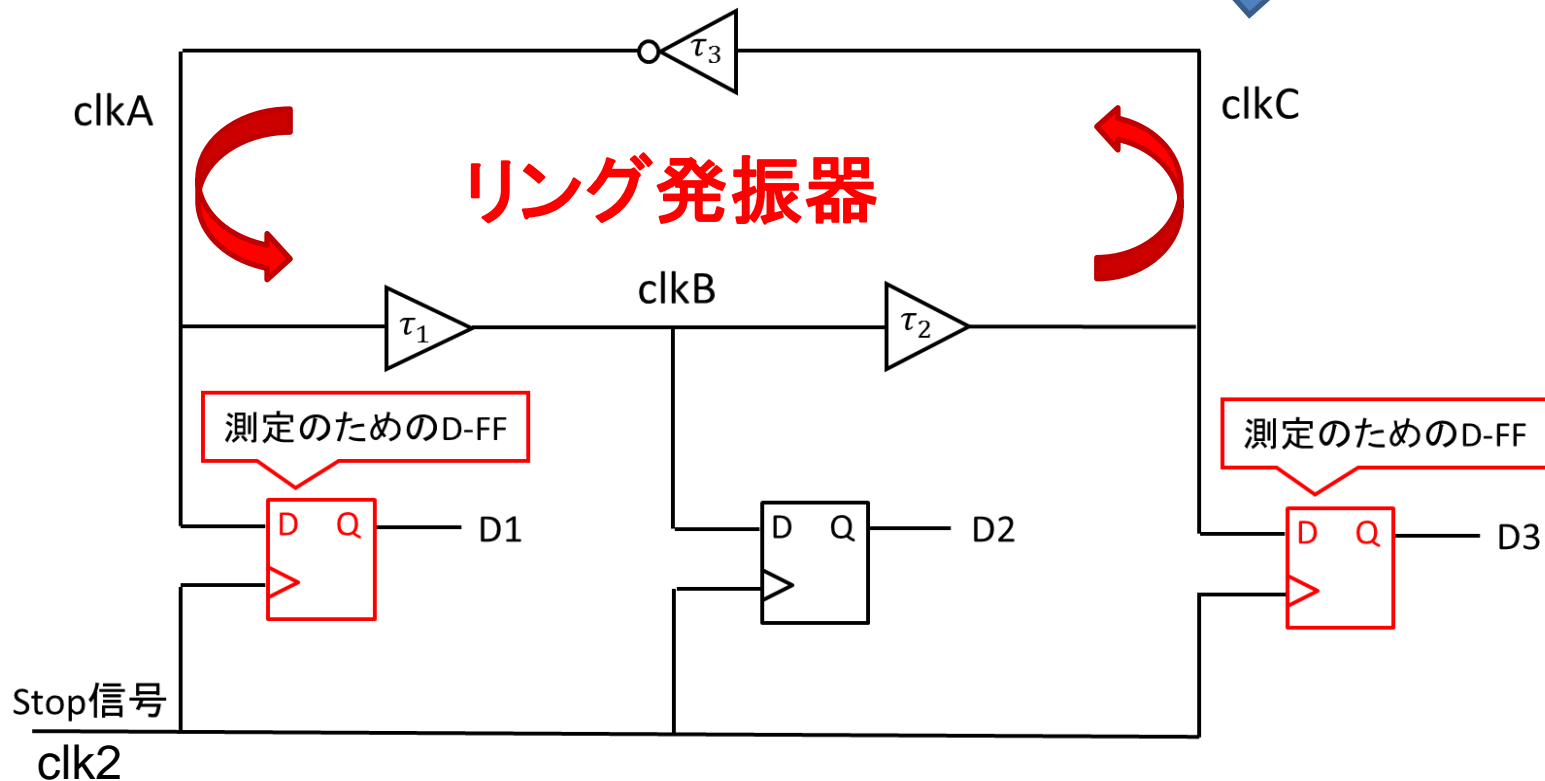 τ3
clkA
clkC
リング発振器
clkB
τ1
τ2
測定のためのD-FF
測定のためのD-FF
D Q
D1
D Q
D2
D Q
D3
Stop信号
clk2